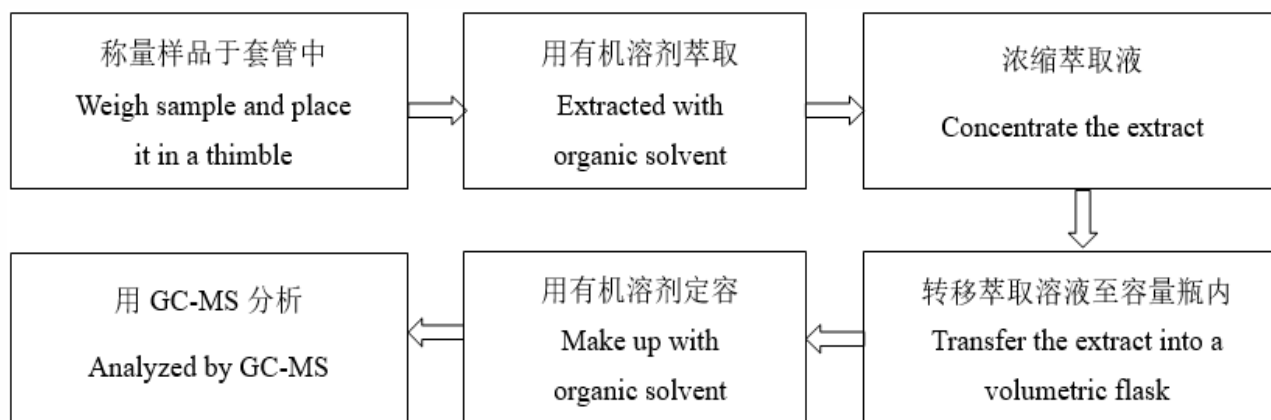 称量样品于套管中
Weigh sample and place
it in a thimble
用有机溶剂萃取
Extracted with
organic solvent
浓缩萃取液
Concentrate the extract
转移萃取溶液至容量瓶内
Transfer the extract into a
volumetric flask
用有机溶剂定容
Make up with
organic solvent
用 GC-MS 分析
Analyzed by GC-MS